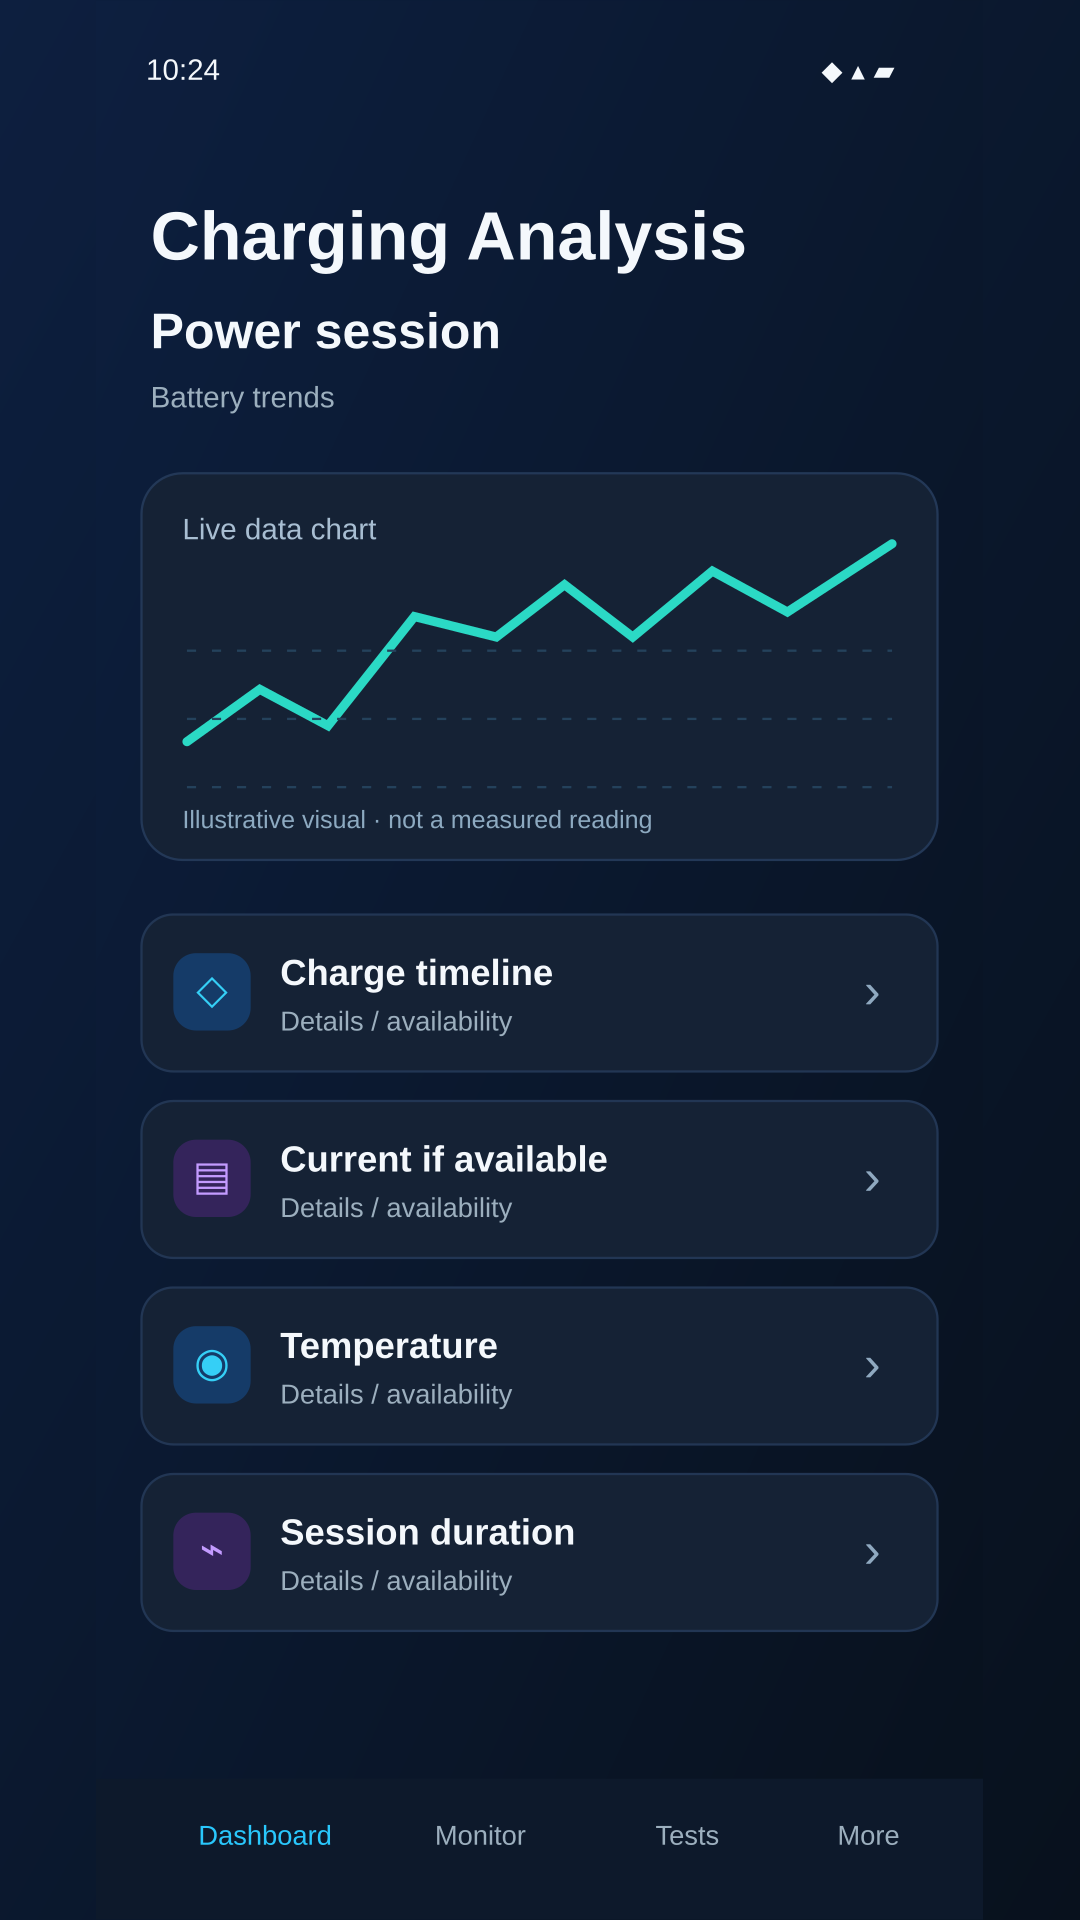 10:24
Charging Analysis
Power session
Battery trends
Live data chart
Illustrative visual · not a measured reading
Charge timeline
Details / availability
Current if available
Details / availability
Temperature
Details / availability
Session duration
Details / availability
Dashboard Monitor Tests More